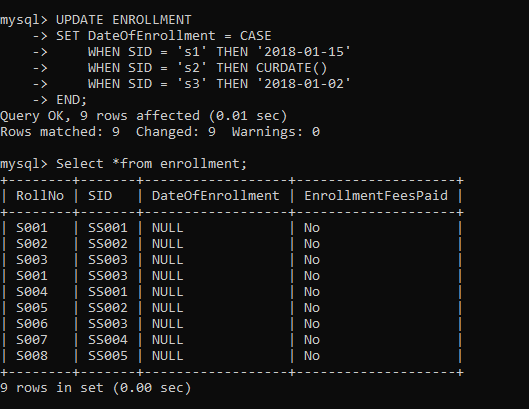 mysql> UPDATE ENROLLMENT
    -> SET DateOfEnrollment = CASE
    ->     WHEN SID = 's1' THEN '2018-01-15'
    ->     WHEN SID = 's2' THEN CURDATE()
    ->     WHEN SID = 's3' THEN '2018-01-02'
    -> END;
Query OK, 9 rows affected (0.01 sec)
Rows matched: 9  Changed: 9  Warnings: 0

mysql> Select *from enrollment;
+--------+-------+------------------+--------------------+
| RollNo | SID   | DateOfEnrollment | EnrollmentFeesPaid |
+--------+-------+------------------+--------------------+
| S001   | SS001 | NULL             | No                 |
| S002   | SS002 | NULL             | No                 |
| S003   | SS003 | NULL             | No                 |
| S001   | SS003 | NULL             | No                 |
| S004   | SS001 | NULL             | No                 |
| S005   | SS002 | NULL             | No                 |
| S006   | SS003 | NULL             | No                 |
| S007   | SS004 | NULL             | No                 |
| S008   | SS005 | NULL             | No                 |
+--------+-------+------------------+--------------------+
9 rows in set (0.00 sec)